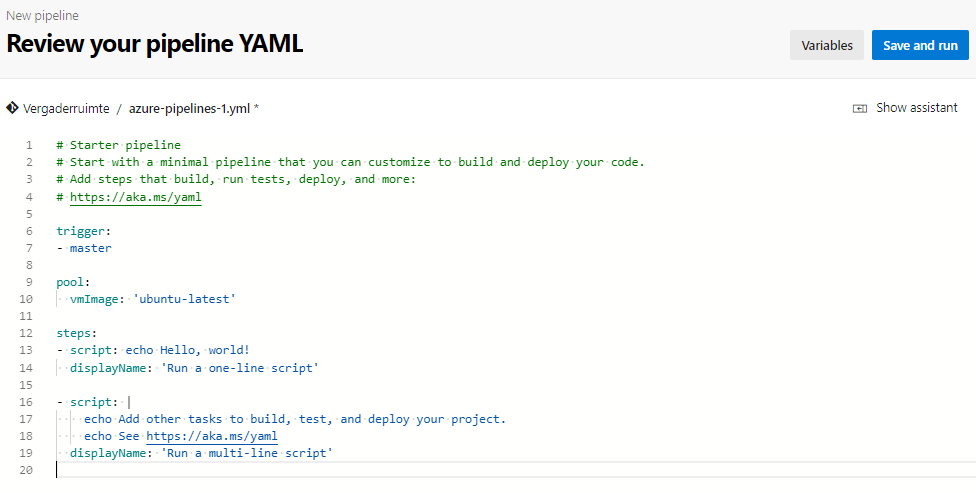 New pipeline
Review your pipeline YAML
Variables
Save and run
Vergaderruimte / azure-pipelines-1.yml *
Show assistant
1 # Starter pipeline
2 # Start with a minimal pipeline that you can customize to build and deploy your code.
3 # Add steps that build, run tests, deploy, and more:
4 # https://aka.ms/yaml
5
6 trigger:
7 - master
8
9 pool:
10   vmImage: 'ubuntu-latest'
11
12 steps:
13 - script: echo Hello, world!
14   displayName: 'Run a one-line script'
15
16 - script: |
17     echo Add other tasks to build, test, and deploy your project.
18     echo See https://aka.ms/yaml
19   displayName: 'Run a multi-line script'
20